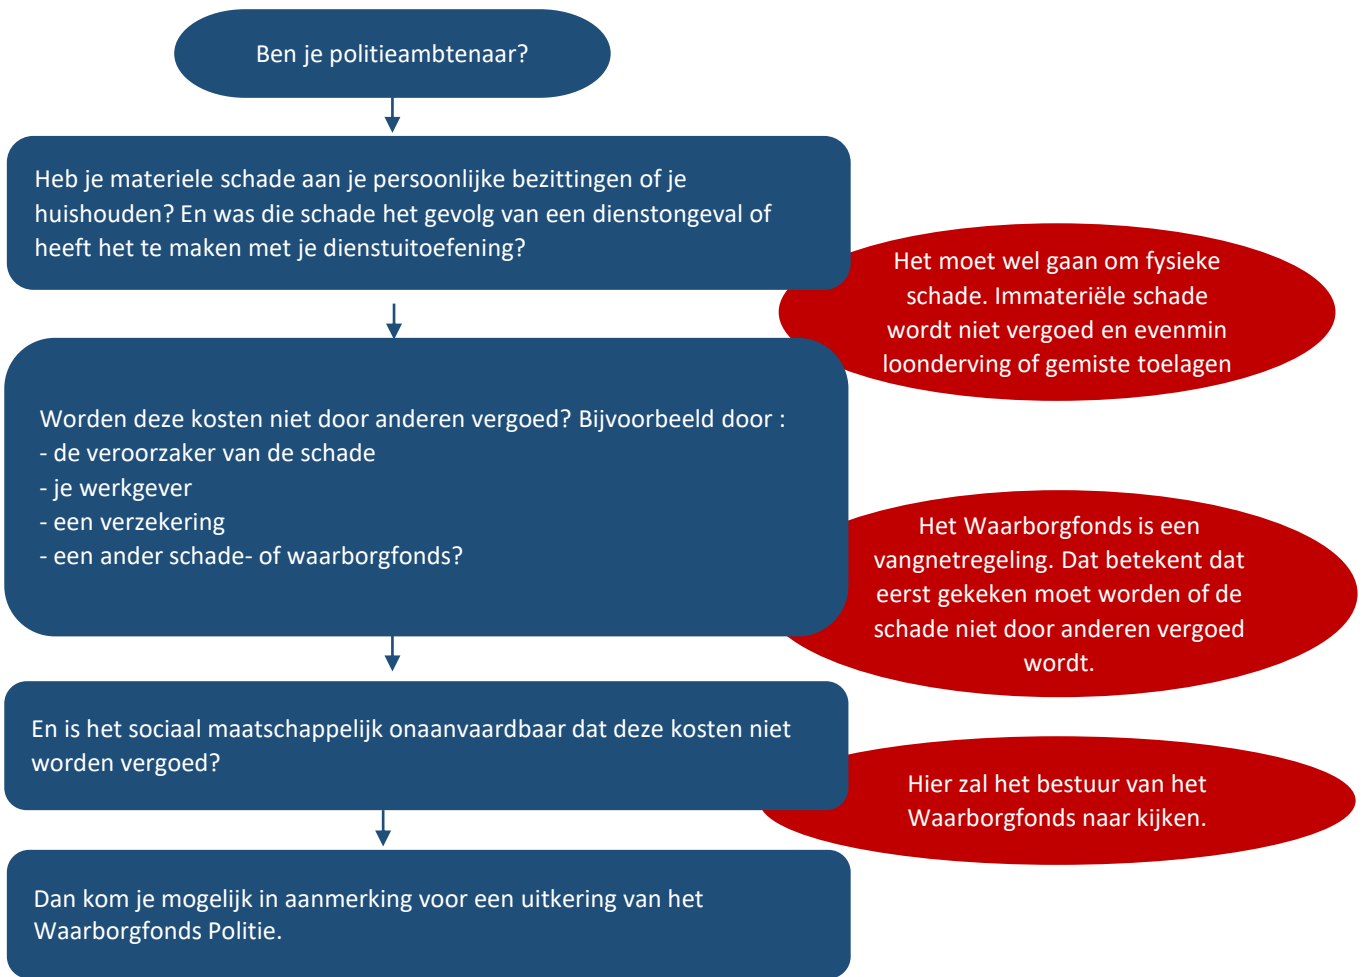 Ben je politieambtenaar?
Heb je materiele schade aan je persoonlijke bezittingen of je
huishouden? En was die schade het gevolg van een dienstongeval of
heeft het te maken met je dienstuitoefening?
Het moet wel gaan om fysieke
schade. Immateriële schade
wordt niet vergoed en evenmin
loonderving of gemiste toelagen
Worden deze kosten niet door anderen vergoed? Bijvoorbeeld door :
- de veroorzaker van de schade
- je werkgever
- een verzekering
- een ander schade- of waarborgfonds?
Het Waarborgfonds is een
vangnetregeling. Dat betekent dat
eerst gekeken moet worden of de
schade niet door anderen vergoed
wordt.
En is het sociaal maatschappelijk onaanvaardbaar dat deze kosten niet
worden vergoed?
Hier zal het bestuur van het
Waarborgfonds naar kijken.
Dan kom je mogelijk in aanmerking voor een uitkering van het
Waarborgfonds Politie.